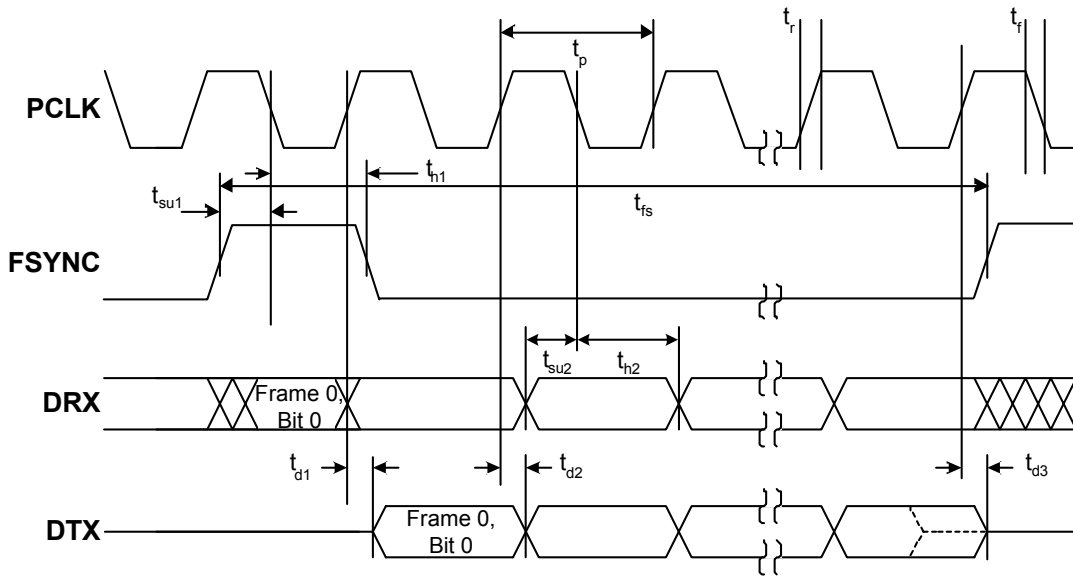 t_r
t_f
t_p
PCLK
t_su1
t_h1
t_fs
FSYNC
t_su2
t_h2
DRX
Frame 0,
Bit 0
t_d1
t_d2
t_d3
DTX
Frame 0,
Bit 0